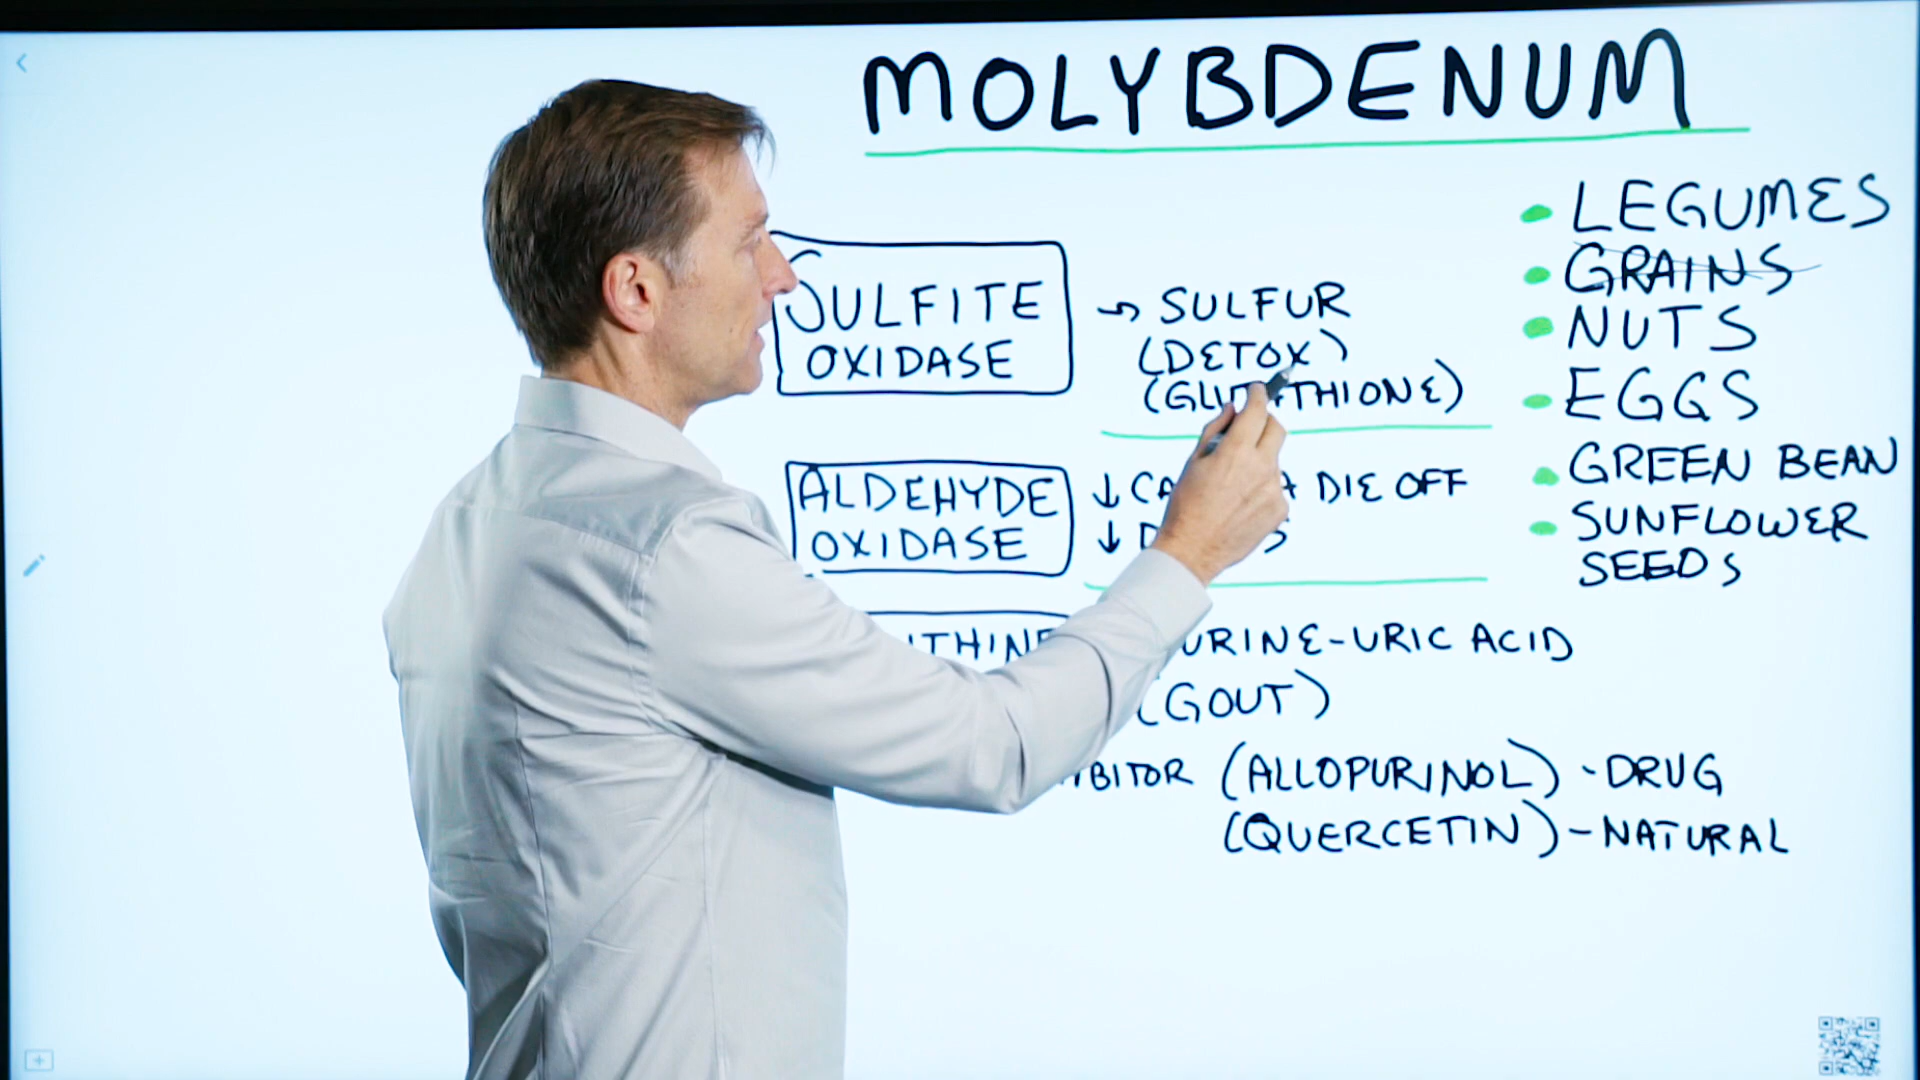 MOLYBDENUM
SULFITE
OXIDASE
→ SULFUR
(DETOX)
(GLUTATHIONE)
ALDEHYDE
OXIDASE
↓ DIE OFF
↓
URINE-URIC ACID
(GOUT)
(ALLOPURINOL) - DRUG
(QUERCETIN) - NATURAL
• LEGUMES
• GRAINS
• NUTS
• EGGS
• GREEN BEAN
• SUNFLOWER
SEEDS